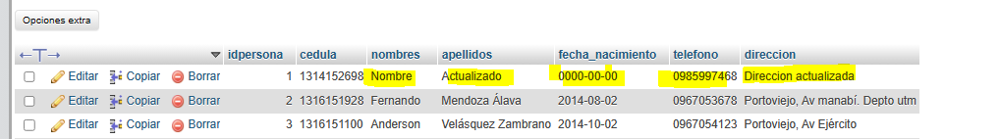 Opciones extra
←T→ idpersona cedula nombres apellidos fecha_nacimiento telefono direccion
Editar Copiar Borrar 1 1314152698 Nombre Actualizado 0000-00-00 0985997468 Direccion actualizada
Editar Copiar Borrar 2 1316151928 Fernando Mendoza Álava 2014-08-02 0967053678 Portoviejo, Av manabí. Depto utm
Editar Copiar Borrar 3 1316151100 Anderson Velásquez Zambrano 2014-10-02 0967054123 Portoviejo, Av Ejército